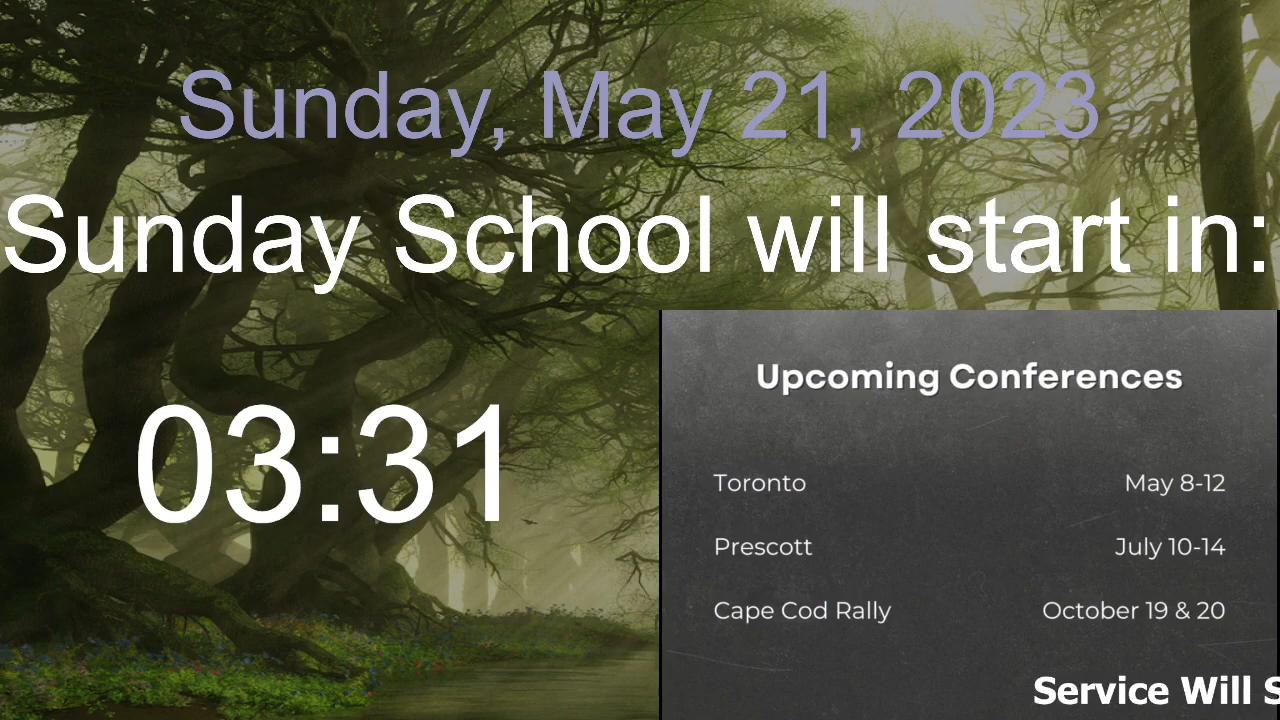 Sunday, May 21, 2023
Sunday School will start in:
03:31
Upcoming Conferences
Toronto May 8-12
Prescott July 10-14
Cape Cod Rally October 19 & 20
Service Will S